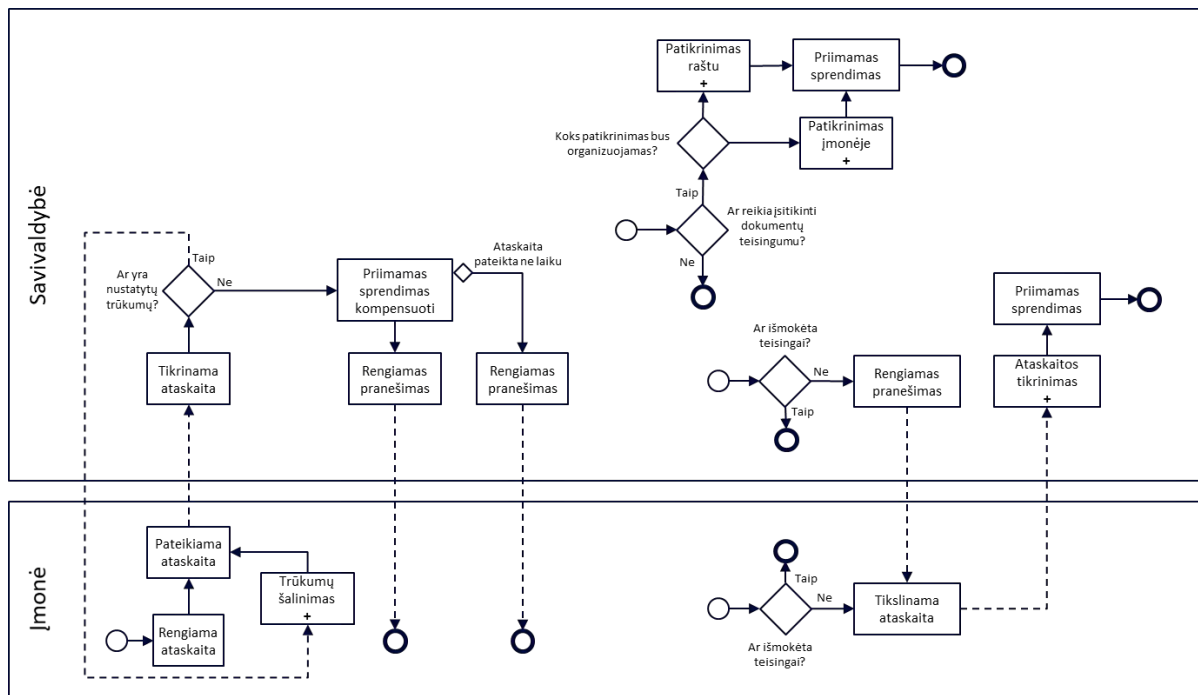 Savivaldybė
Patikrinimas
raštu
+
Priimamas
sprendimas
Koks patikrinimas bus
organizuojamas?
Patikrinimas
įmonėje
+
Taip
Ar reikia įsitikinti
dokumentų
teisingumu?
Ne
Taip
Ar yra
nustatytų
trūkumų?
Ne
Priimamas
sprendimas
kompensuoti
Ataskaita
pateikta ne laiku
Tikrinama
ataskaita
Rengiamas
pranešimas
Rengiamas
pranešimas
Ar išmokėta
teisingai?
Ne
Taip
Rengiamas
pranešimas
Priimamas
sprendimas
Ataskaitos
tikrinimas
+
Įmonė
Pateikiama
ataskaita
Trūkumų
šalinimas
+
Rengiama
ataskaita
Taip
Ne
Ar išmokėta
teisingai?
Tikslinama
ataskaita